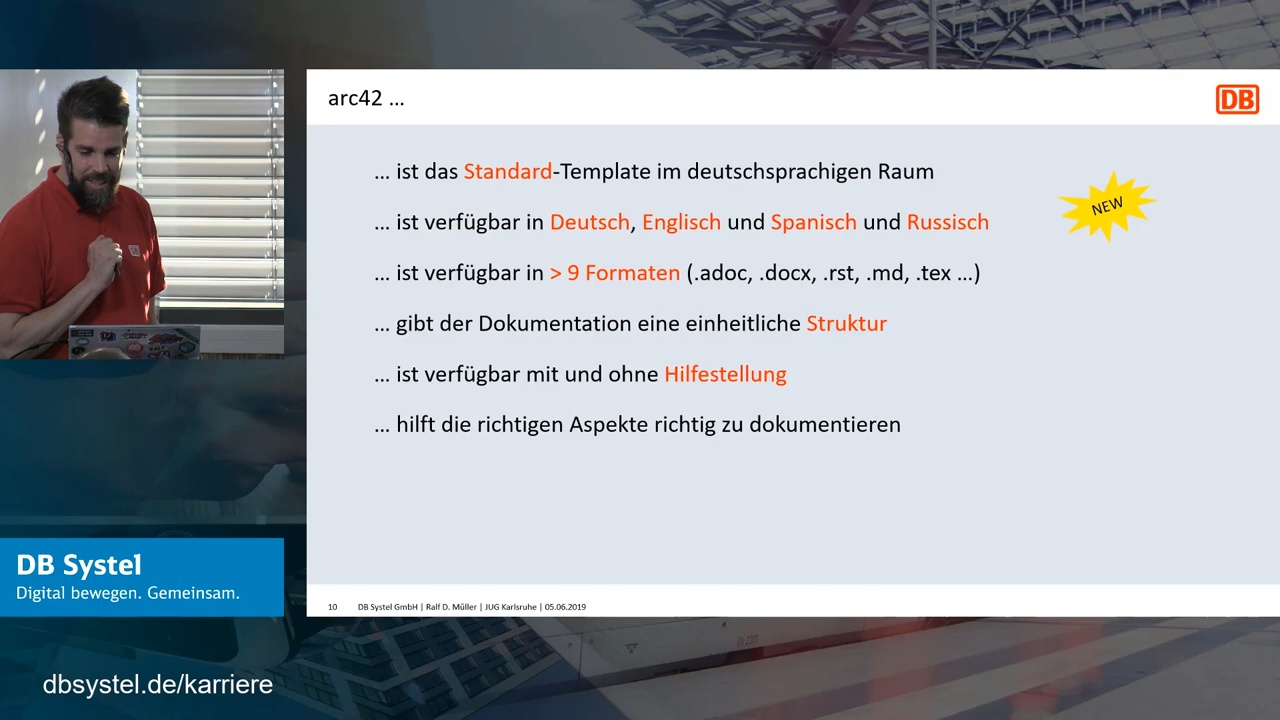 arc42 ...
DB
... ist das Standard-Template im deutschsprachigen Raum
NEW
... ist verfügbar in Deutsch, Englisch und Spanisch und Russisch
... ist verfügbar in > 9 Formaten (.adoc, .docx, .rst, .md, .tex ...)
... gibt der Dokumentation eine einheitliche Struktur
... ist verfügbar mit und ohne Hilfestellung
... hilft die richtigen Aspekte richtig zu dokumentieren
DB Systel
Digital bewegen. Gemeinsam.
10 DB Systel GmbH | Ralf D. Müller | JUG Karlsruhe | 05.06.2019
dbsystel.de/karriere